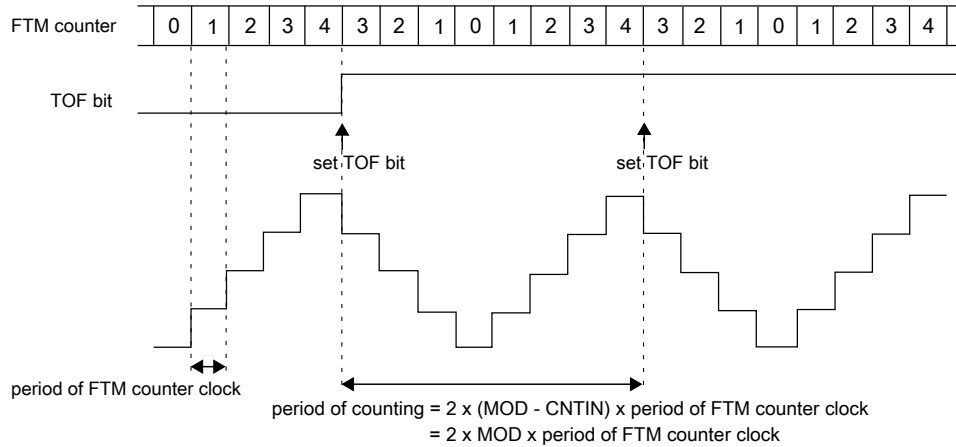 FTM counter 0 1 2 3 4 3 2 1 0 1 2 3 4 3 2 1 0 1 2 3 4
TOF bit
set TOF bit set TOF bit
period of FTM counter clock
period of counting = 2 x (MOD - CNTIN) x period of FTM counter clock
= 2 x MOD x period of FTM counter clock